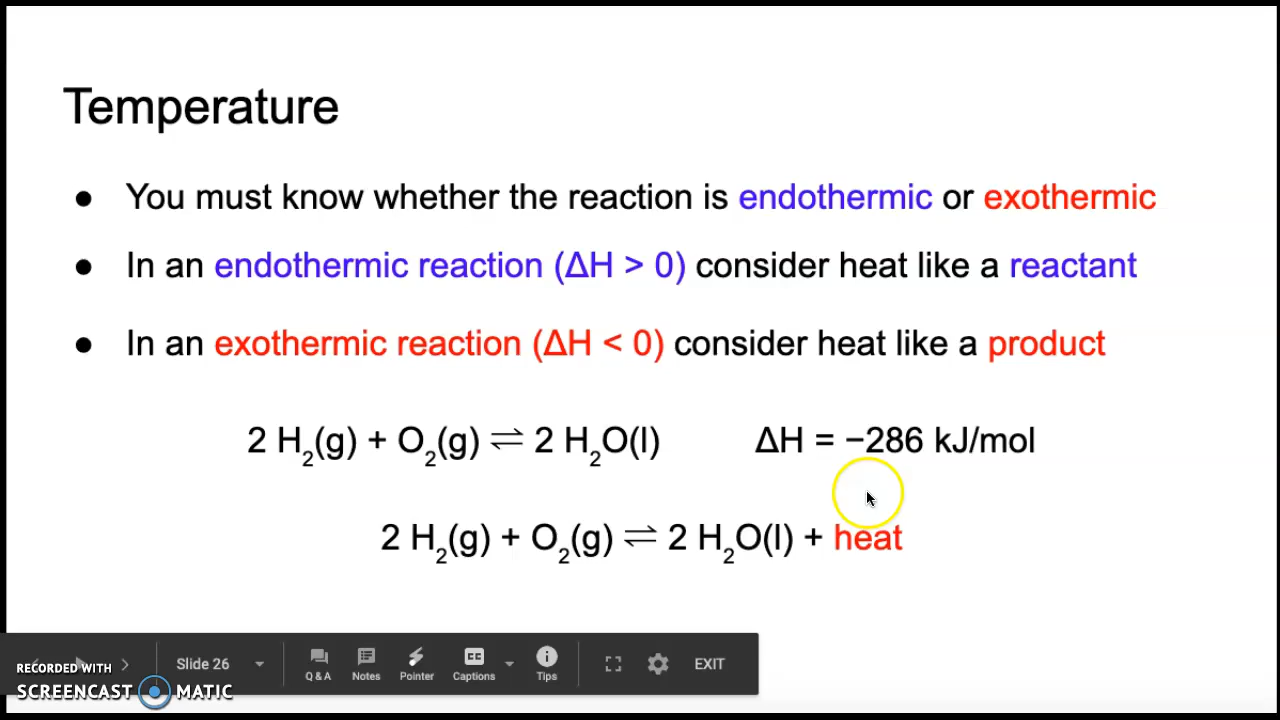 Temperature
● You must know whether the reaction is endothermic or exothermic
● In an endothermic reaction (ΔH > 0) consider heat like a reactant
● In an exothermic reaction (ΔH < 0) consider heat like a product
2 H₂(g) + O₂(g) ⇌ 2 H₂O(l) ΔH = −286 kJ/mol
2 H₂(g) + O₂(g) ⇌ 2 H₂O(l) + heat
RECORDED WITH
SCREENCAST MATIC
Slide 26
Q & A
Notes
Pointer
CC
Captions
Tips
EXIT